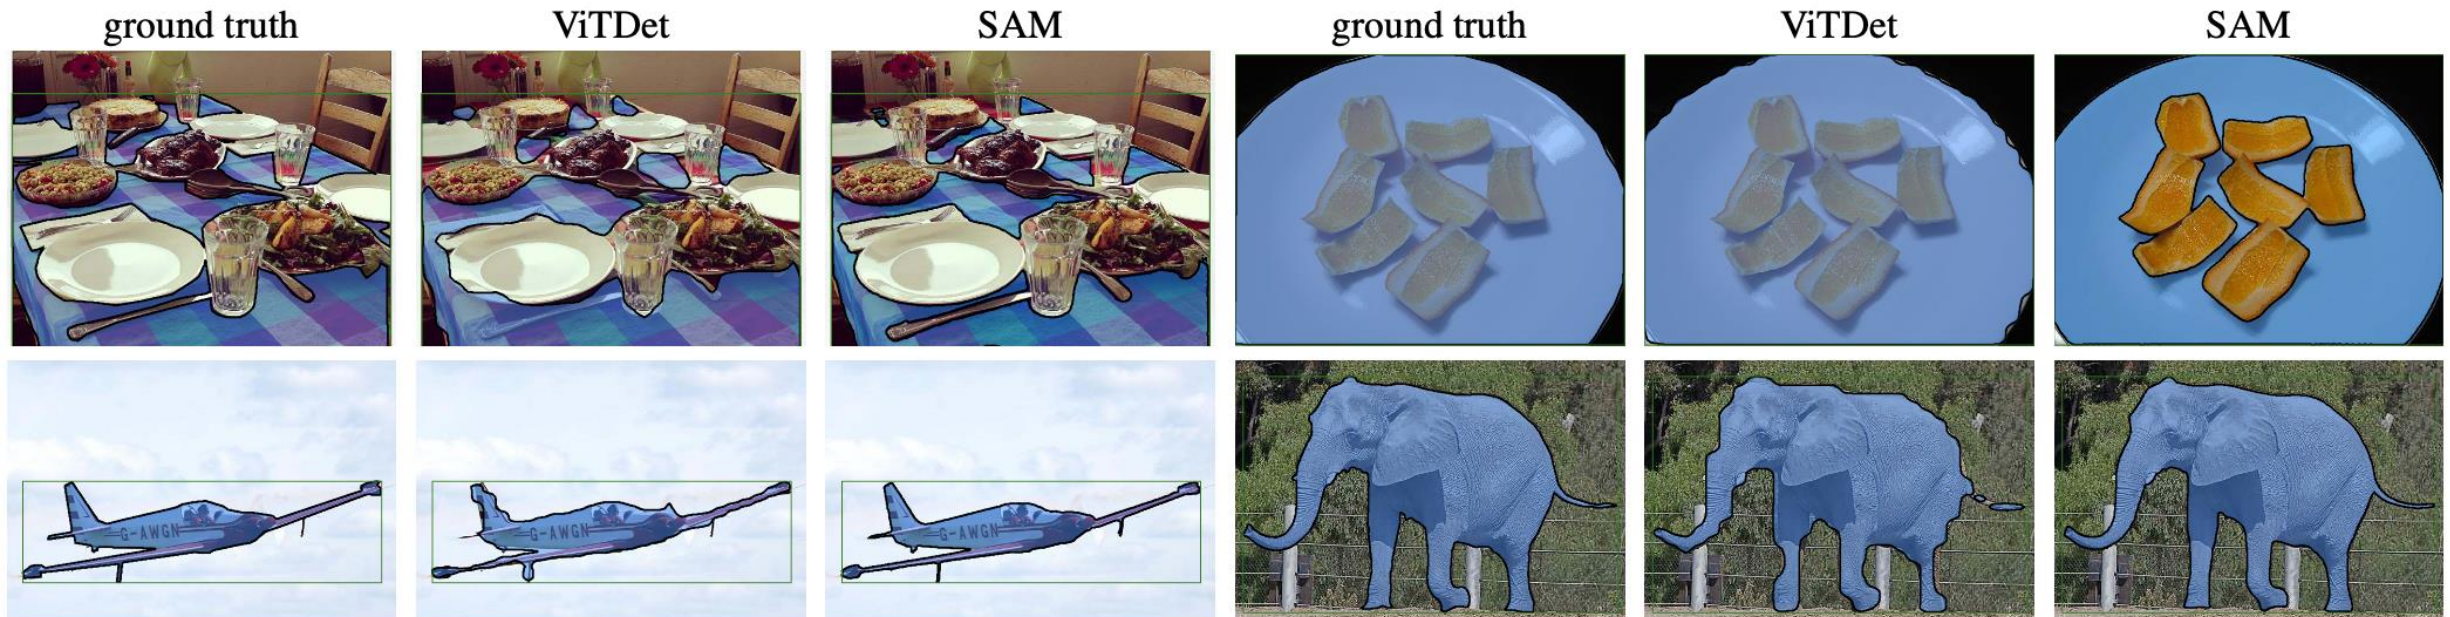 ground truth ViTDet SAM ground truth ViTDet SAM
G-AWGN G-AWGN G-AWGN